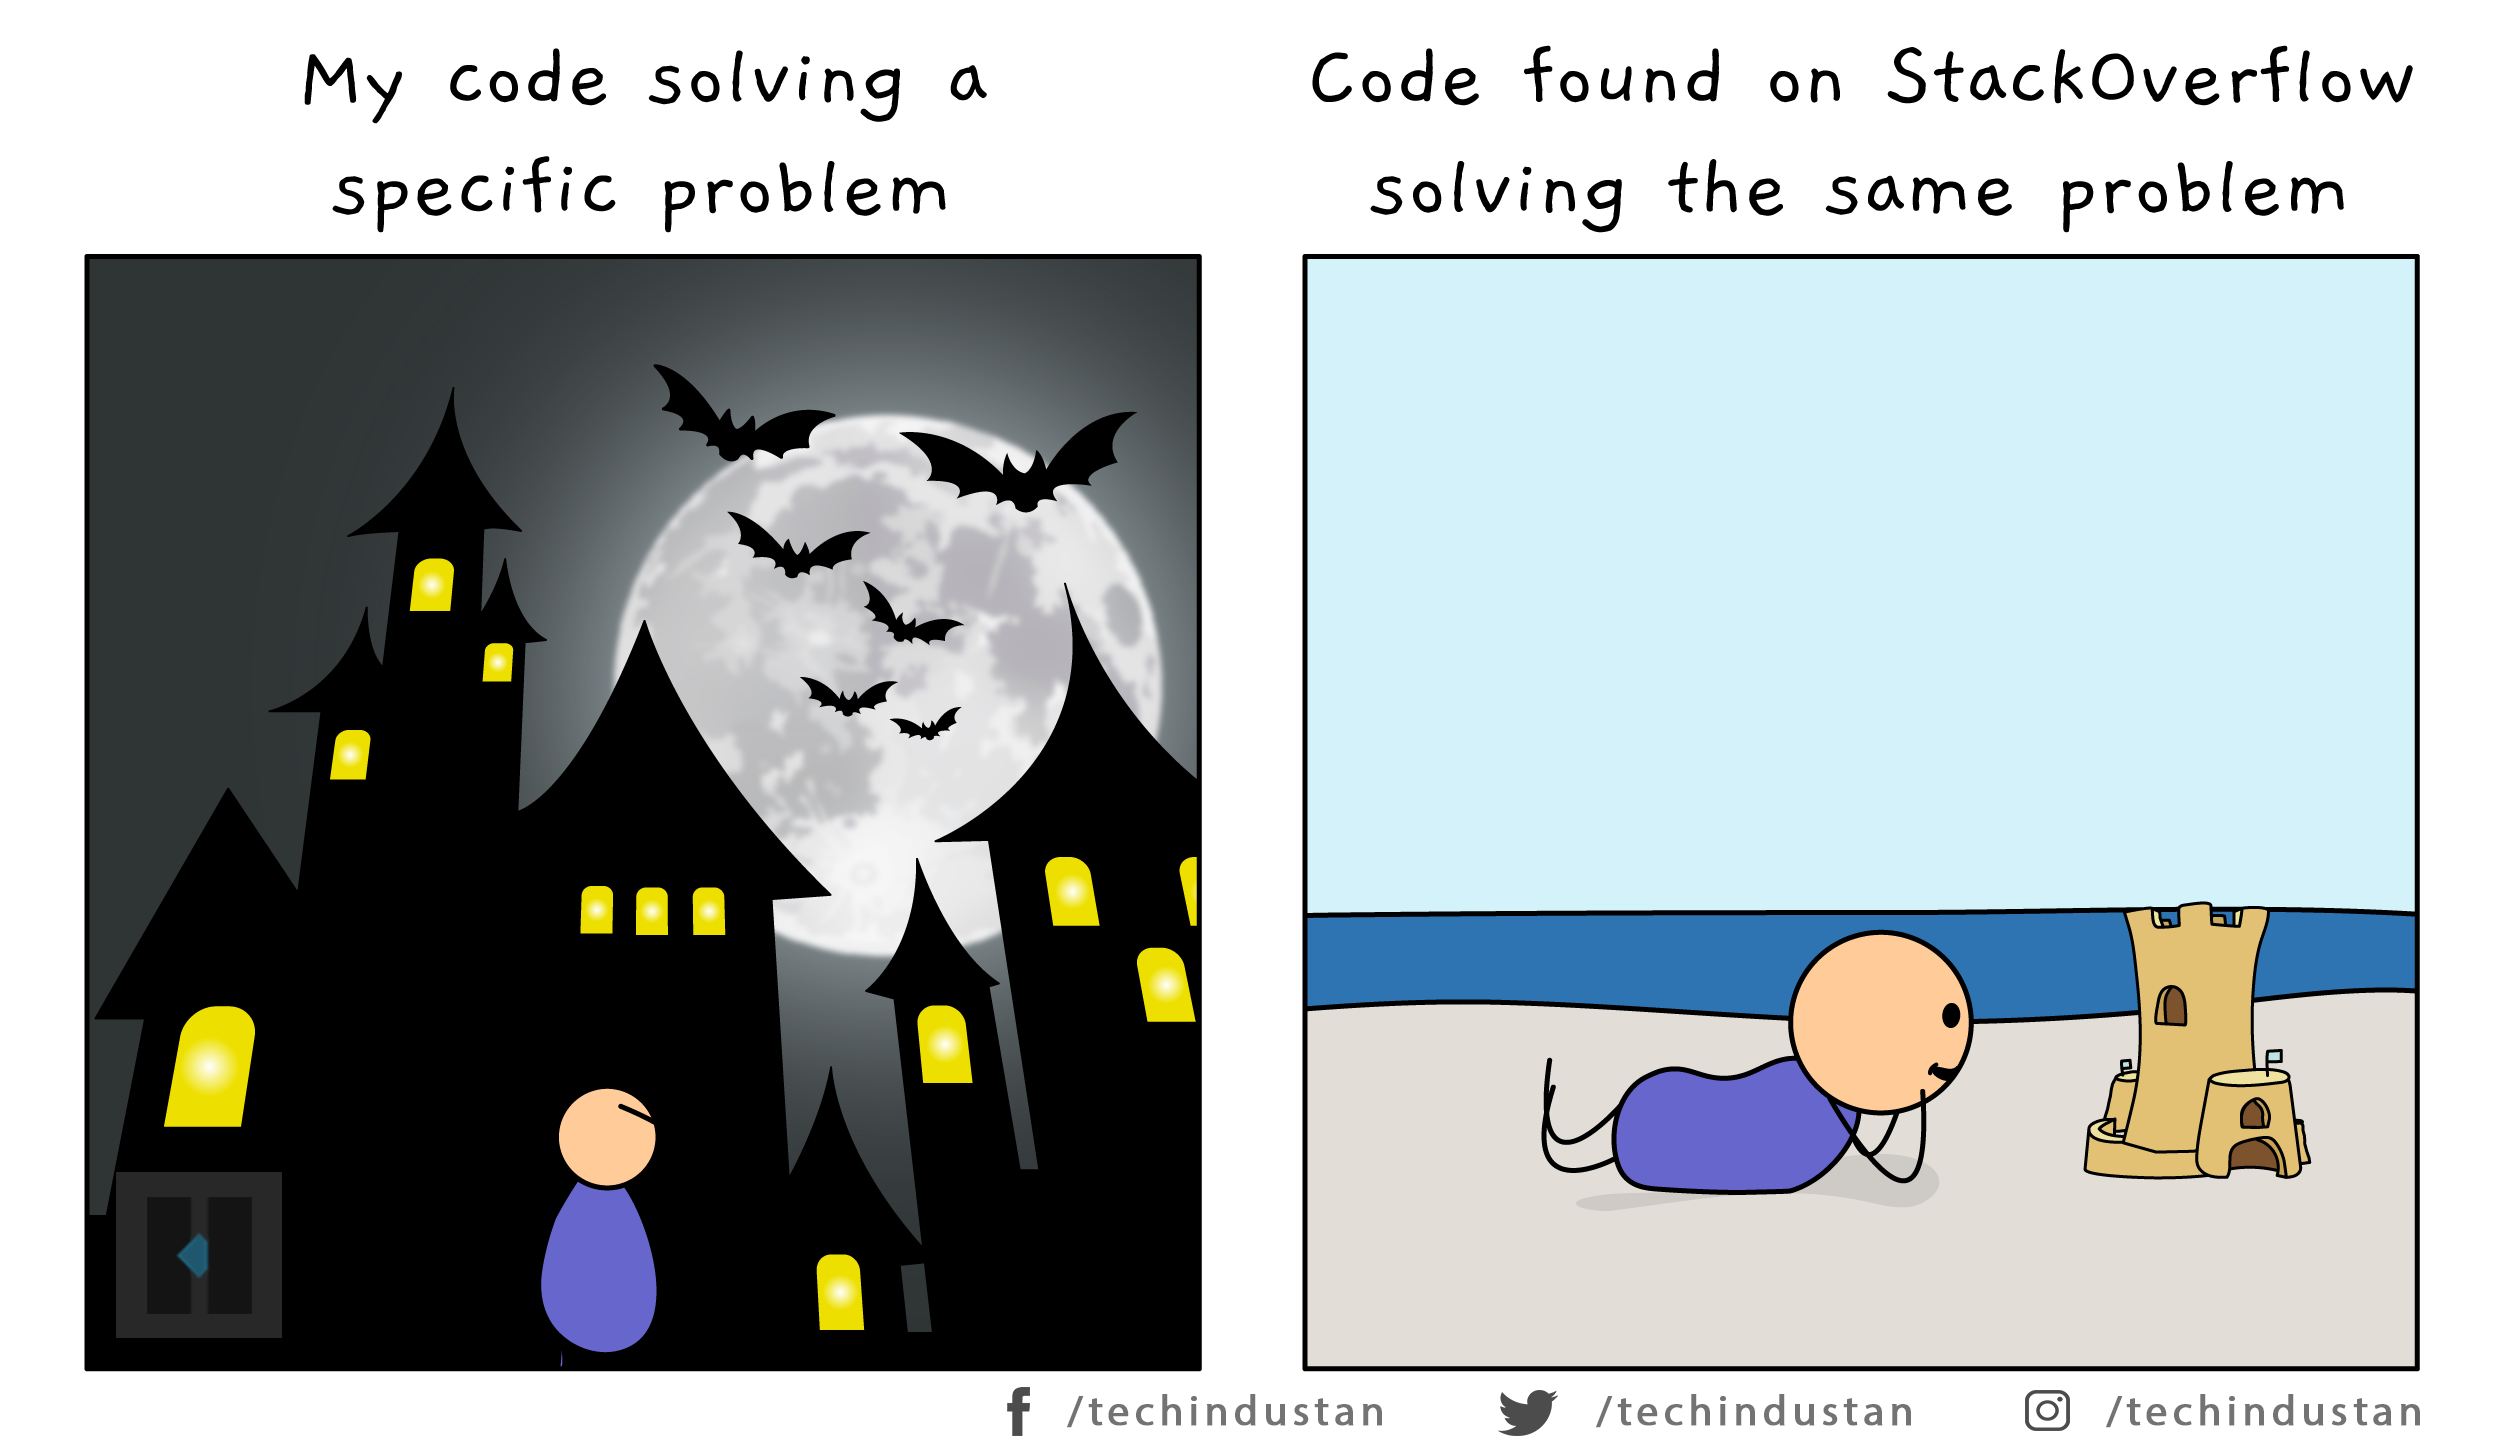 My code solving a
specific problem
Code found on StackOverflow
solving the same problem
/techindustan
/techindustan
/techindustan